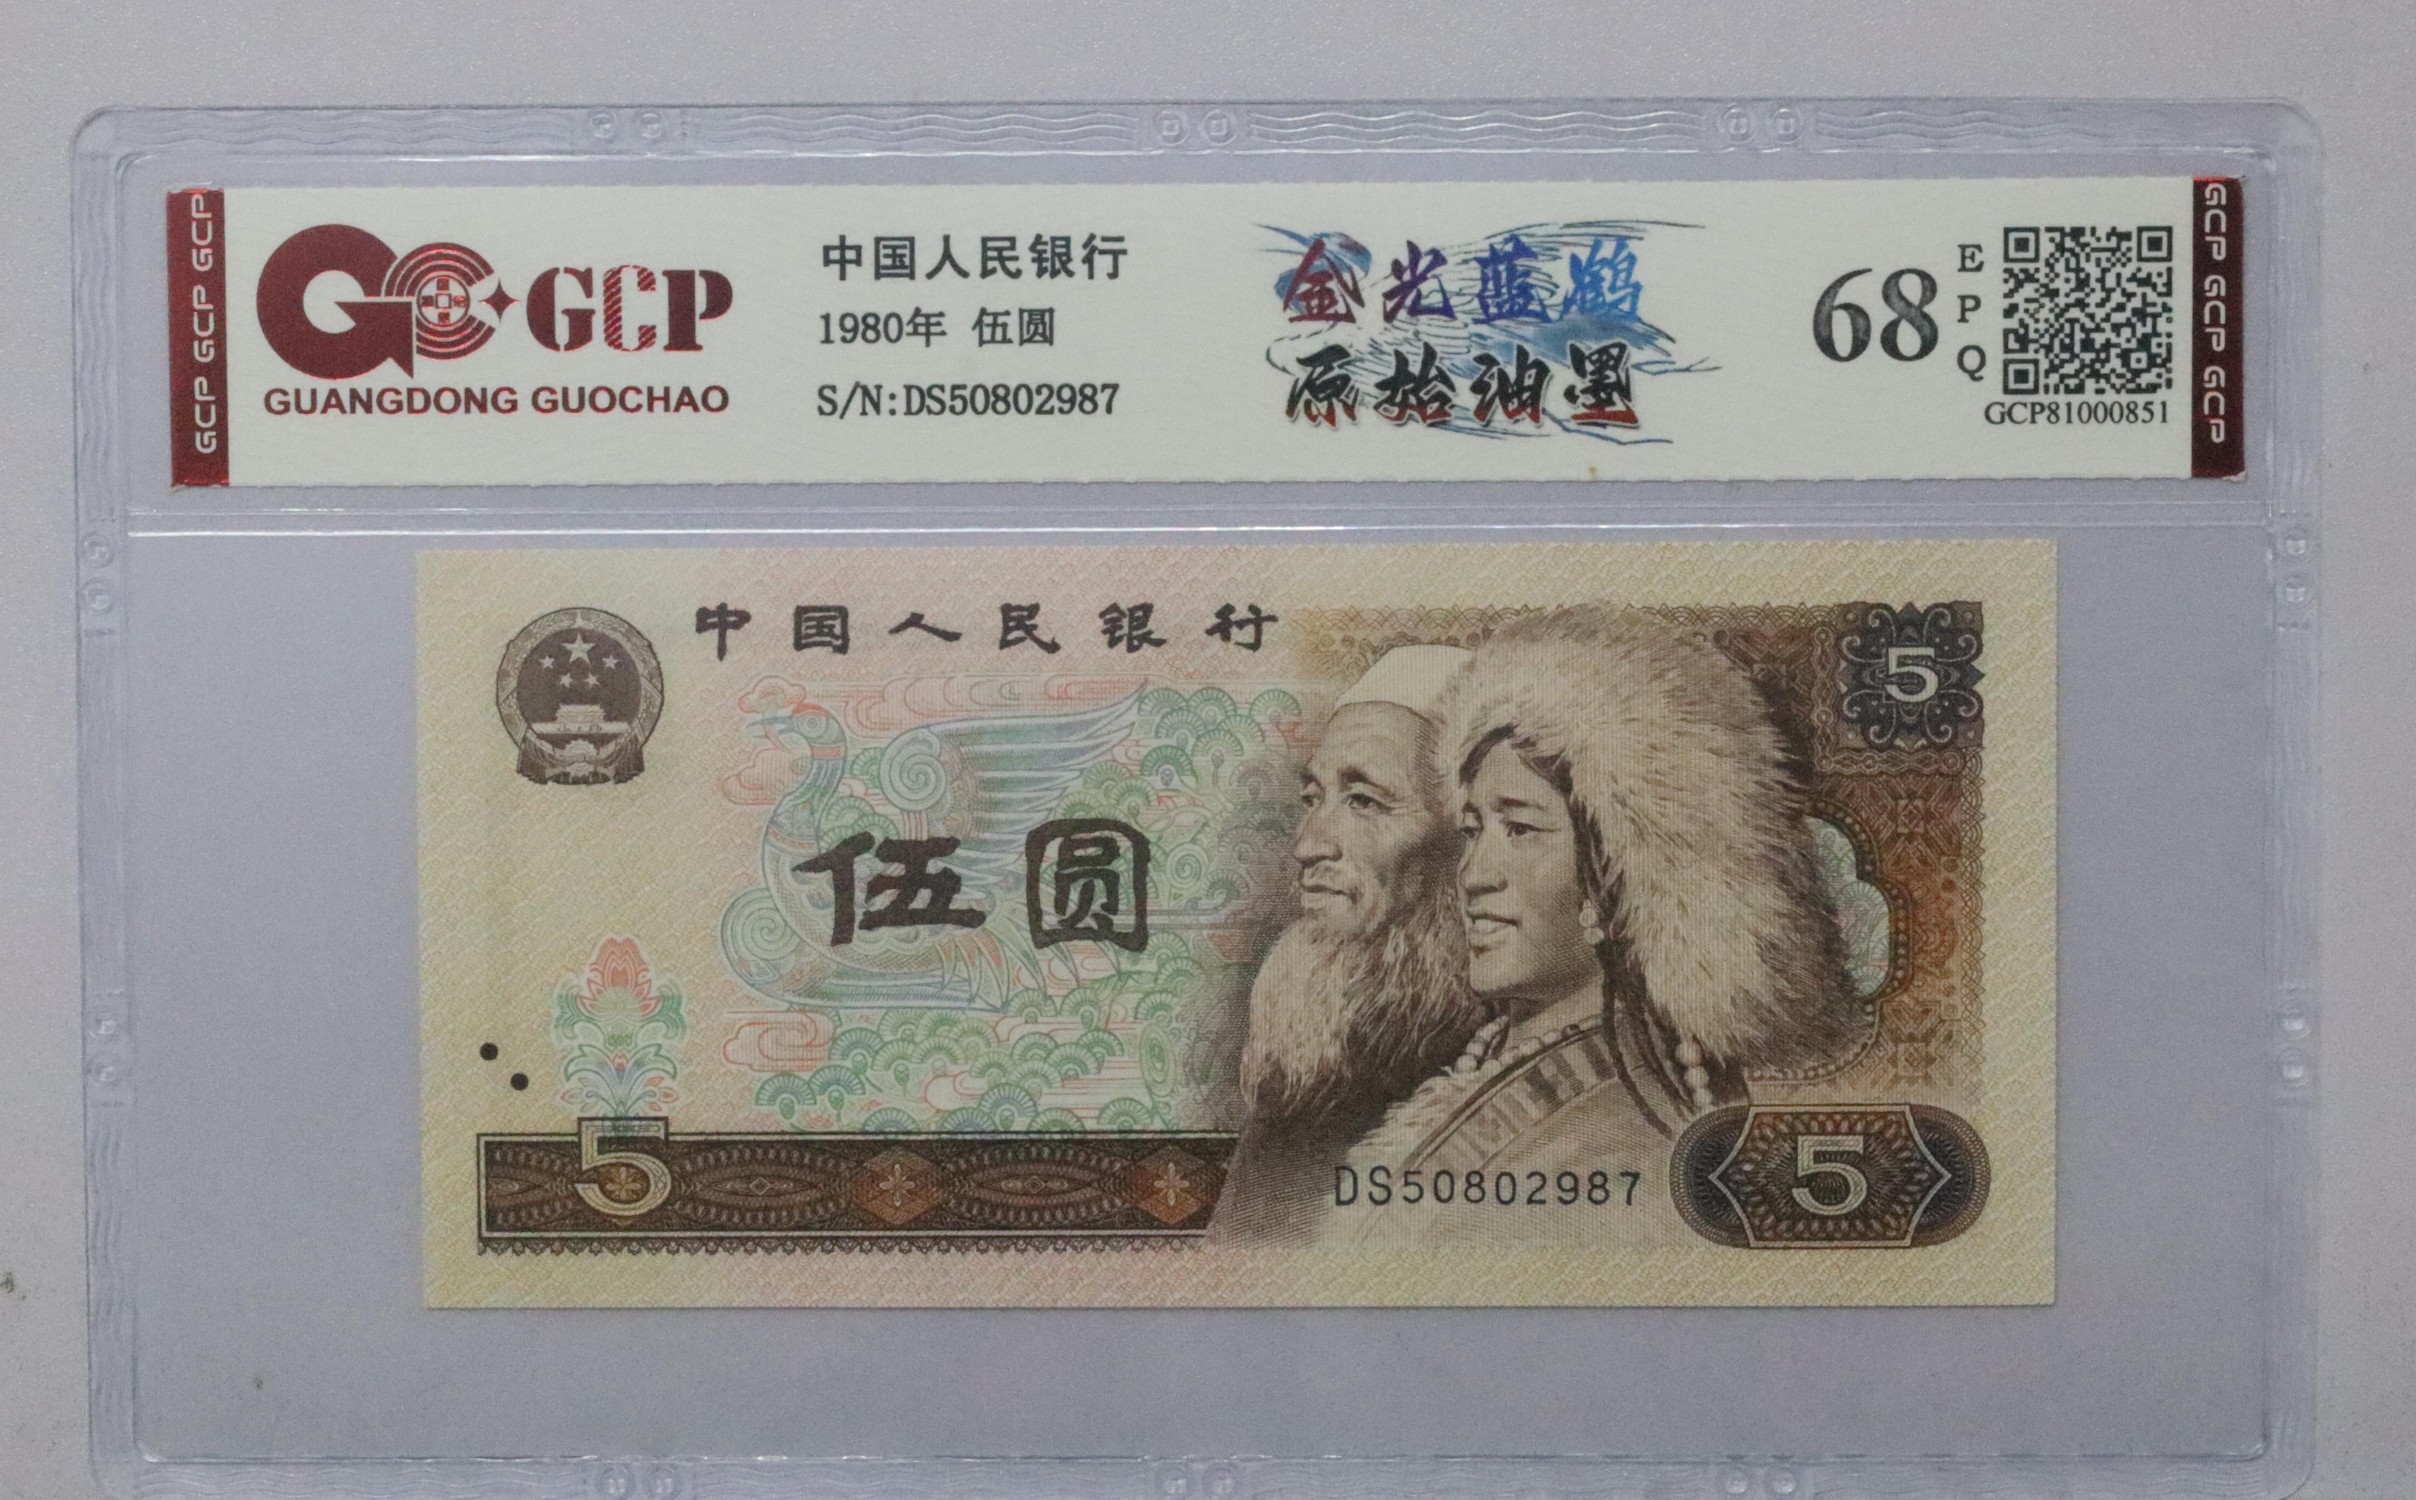 GCP GCP GCP
GCP
GUANGDONG GUOCHAO
中国人民银行
1980年 伍圆
S/N:DS50802987
金光蓝鹤
原始油墨
68
EPQ
GCP81000851
GCP GCP GCP
中国人民银行
5
伍圆
5
DS50802987
5